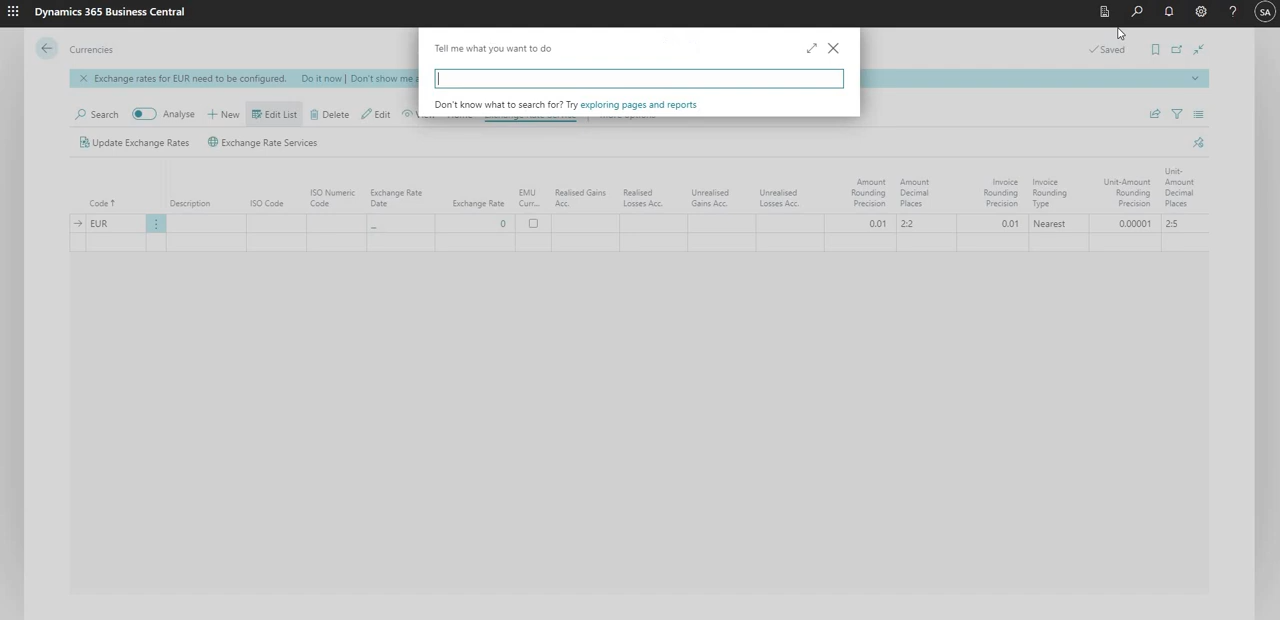 Dynamics 365 Business Central
SA
Tell me what you want to do
Currencies
Saved
Exchange rates for EUR need to be configured. Do it now | Don't show me a
Don't know what to search for? Try exploring pages and reports
Search Analyse New Edit List Delete Edit
Update Exchange Rates Exchange Rate Services
Code ↑ Description ISO Code ISO Numeric Code Exchange Rate Date Exchange Rate EMU Curr... Realised Gains Acc. Realised Losses Acc. Unrealised Gains Acc. Unrealised Losses Acc. Amount Rounding Precision Amount Decimal Places Invoice Rounding Precision Invoice Rounding Type Unit-Amount Rounding Precision Unit-Amount Decimal Places
EUR _ 0 0.01 2:2 0.01 Nearest 0.00001 2:5